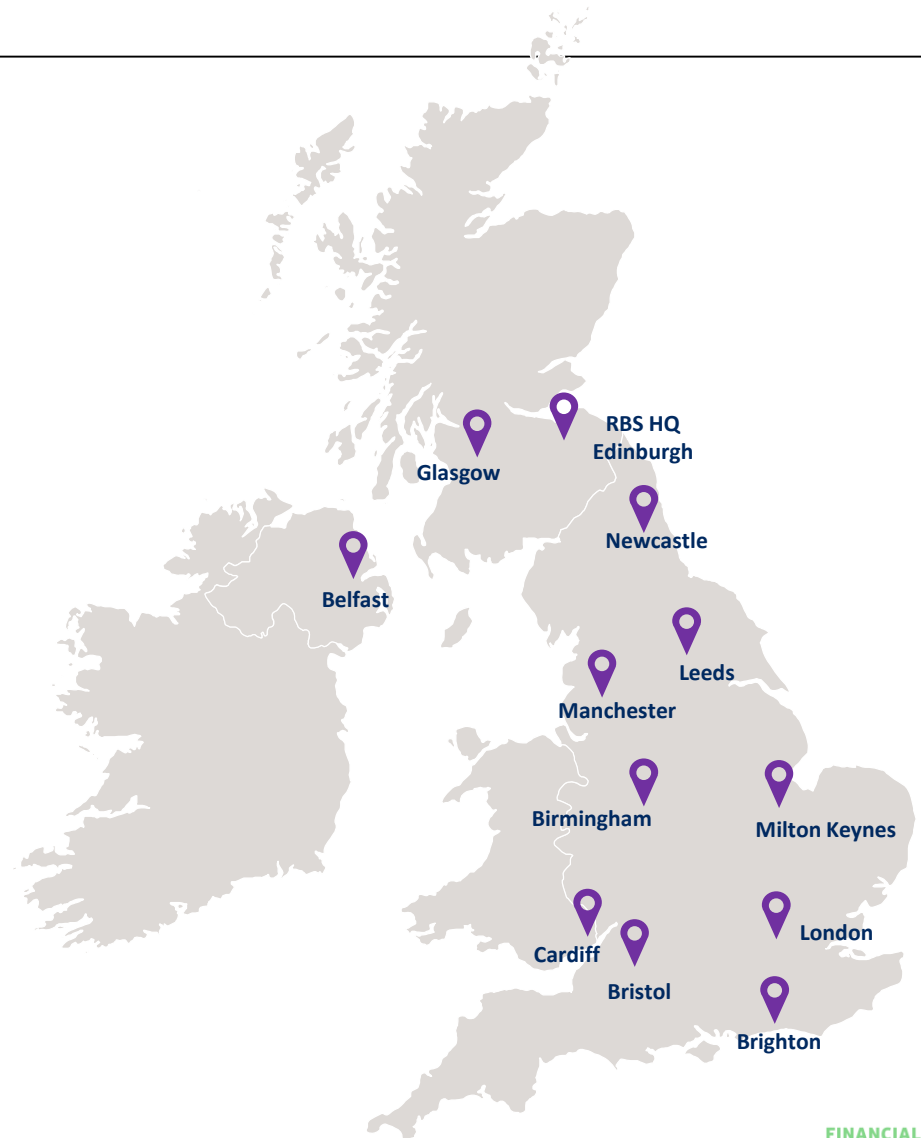 RBS HQ
Edinburgh
Glasgow
Newcastle
Belfast
Leeds
Manchester
Birmingham
Milton Keynes
London
Cardiff
Bristol
Brighton
FINANCIAL